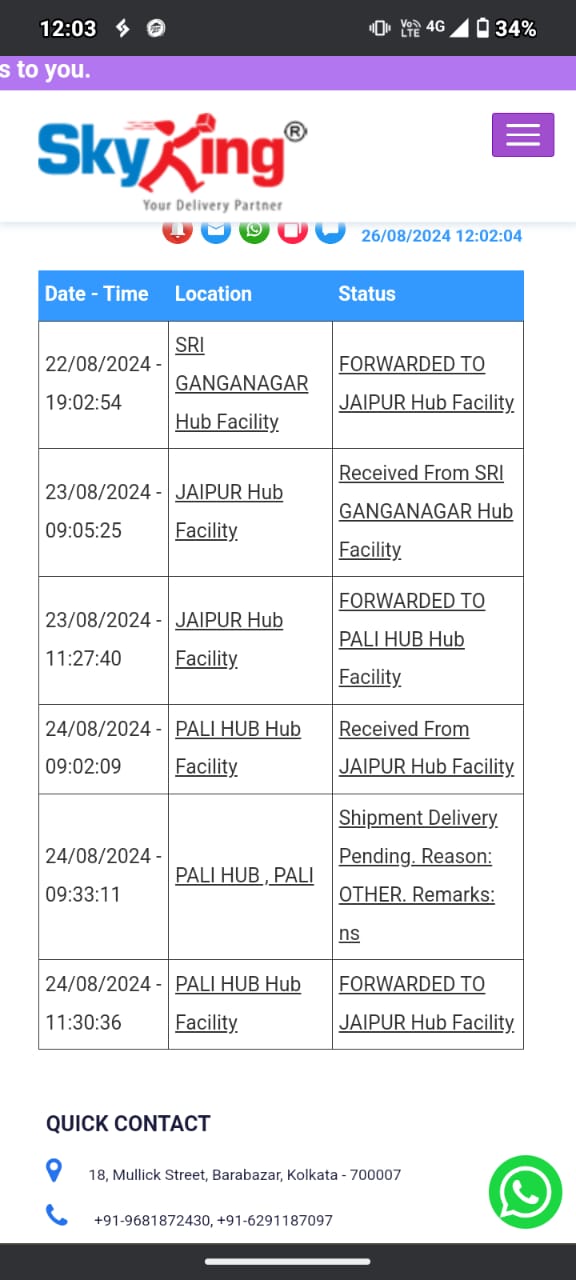 12:03 Vo)) LTE 4G 34%
s to you.
SkyKing®
Your Delivery Partner
26/08/2024 12:02:04
Date - Time Location Status
22/08/2024 -
19:02:54
SRI
GANGANAGAR
Hub Facility
FORWARDED TO
JAIPUR Hub Facility
23/08/2024 -
09:05:25
JAIPUR Hub
Facility
Received From SRI
GANGANAGAR Hub
Facility
23/08/2024 -
11:27:40
JAIPUR Hub
Facility
FORWARDED TO
PALI HUB Hub
Facility
24/08/2024 -
09:02:09
PALI HUB Hub
Facility
Received From
JAIPUR Hub Facility
24/08/2024 -
09:33:11
PALI HUB , PALI
Shipment Delivery
Pending. Reason:
OTHER. Remarks:
ns
24/08/2024 -
11:30:36
PALI HUB Hub
Facility
FORWARDED TO
JAIPUR Hub Facility
QUICK CONTACT
18, Mullick Street, Barabazar, Kolkata - 700007
+91-9681872430, +91-6291187097